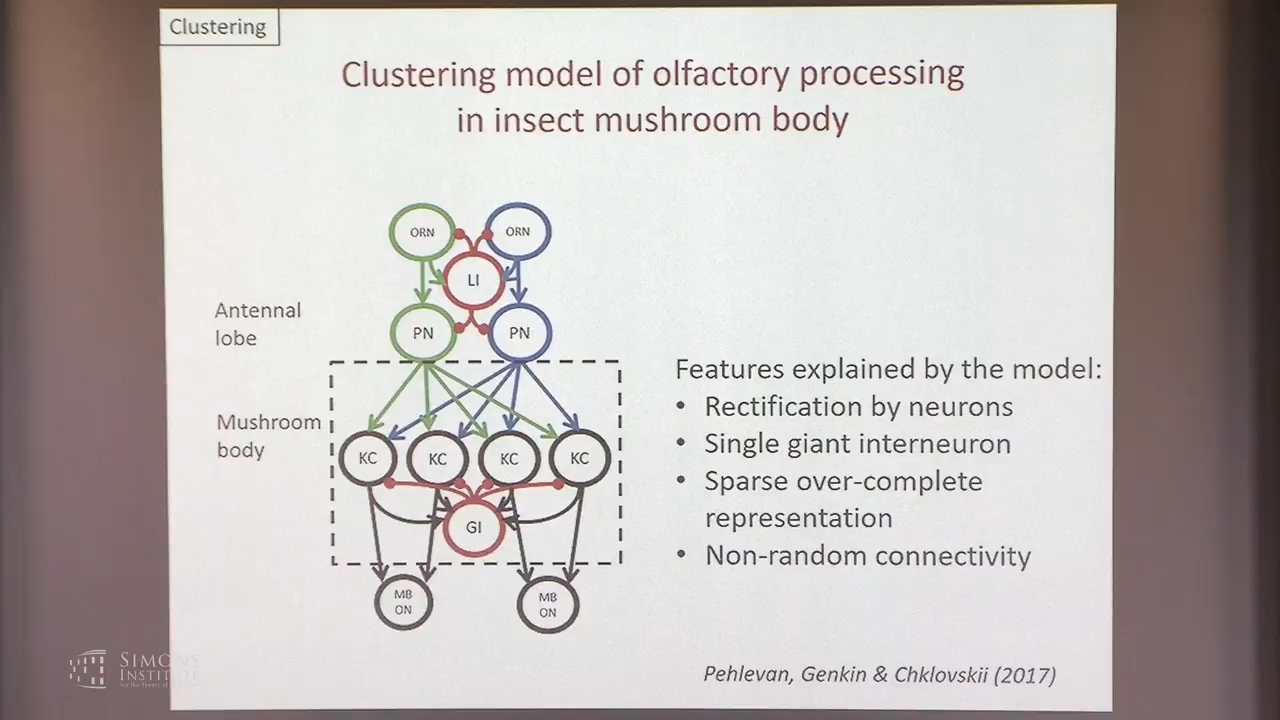 Clustering
Clustering model of olfactory processing
in insect mushroom body
ORN
ORN
LI
Antennal
lobe
PN
PN
Mushroom
body
KC
KC
KC
KC
GI
MB
ON
MB
ON
Features explained by the model:
• Rectification by neurons
• Single giant interneuron
• Sparse over-complete
representation
• Non-random connectivity
Pehlevan, Genkin & Chklovskii (2017)
SIMONS
INSTITUTE